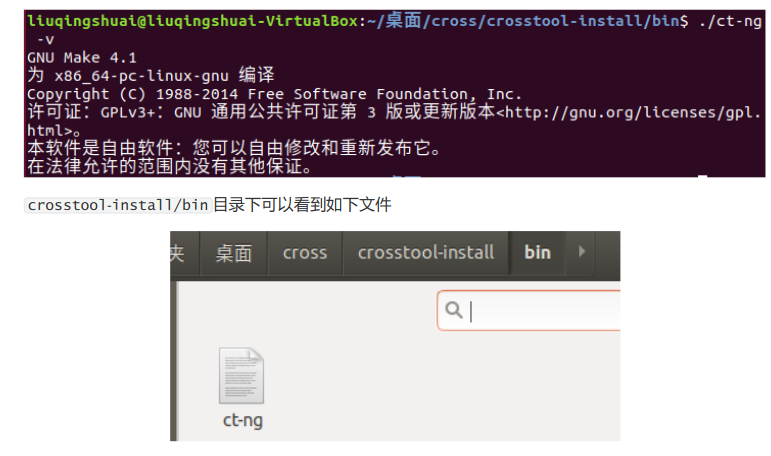 liuqingshuai@liuqingshuai-VirtualBox:~/桌面/cross/crosstool-install/bin$ ./ct-ng
-v
GNU Make 4.1
为 x86_64-pc-linux-gnu 编译
Copyright (C) 1988-2014 Free Software Foundation, Inc.
许可证：GPLv3+：GNU 通用公共许可证第 3 版或更新版本<http://gnu.org/licenses/gpl.
html>。
本软件是自由软件：您可以自由修改和重新发布它。
在法律允许的范围内没有其他保证。
crosstool-install/bin目录下可以看到如下文件
夹 桌面 cross crosstool-install bin
ct-ng